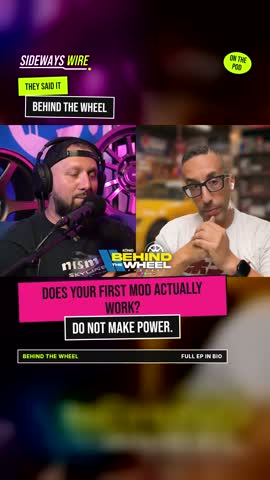 SIDEWAYS WIRE.
ON THE
POD
THEY SAID IT
BEHIND THE WHEEL
nismo
SKYLINE
BEHIND
THE WHEEL
DOES YOUR FIRST MOD ACTUALLY
WORK?
DO NOT MAKE POWER.
BEHIND THE WHEEL
FULL EP IN BIO